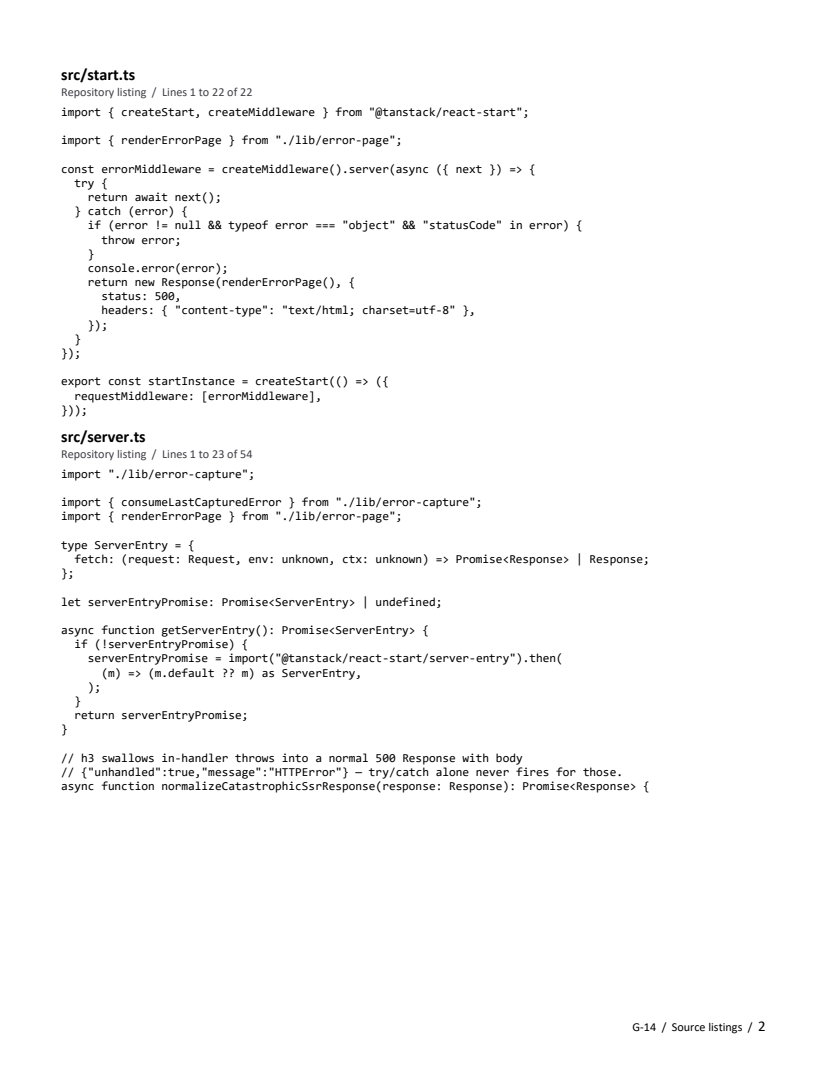 src/start.ts
Repository listing / Lines 1 to 22 of 22
import { createStart, createMiddleware } from "@tanstack/react-start";

import { renderErrorPage } from "./lib/error-page";

const errorMiddleware = createMiddleware().server(async ({ next }) => {
  try {
    return await next();
  } catch (error) {
    if (error != null && typeof error === "object" && "statusCode" in error) {
      throw error;
    }
    console.error(error);
    return new Response(renderErrorPage(), {
      status: 500,
      headers: { "content-type": "text/html; charset=utf-8" },
    });
  }
});

export const startInstance = createStart(() => ({
  requestMiddleware: [errorMiddleware],
}));
src/server.ts
Repository listing / Lines 1 to 23 of 54
import "./lib/error-capture";

import { consumeLastCapturedError } from "./lib/error-capture";
import { renderErrorPage } from "./lib/error-page";

type ServerEntry = {
  fetch: (request: Request, env: unknown, ctx: unknown) => Promise<Response> | Response;
};

let serverEntryPromise: Promise<ServerEntry> | undefined;

async function getServerEntry(): Promise<ServerEntry> {
  if (!serverEntryPromise) {
    serverEntryPromise = import("@tanstack/react-start/server-entry").then(
      (m) => (m.default ?? m) as ServerEntry,
    );
  }
  return serverEntryPromise;
}

// h3 swallows in-handler throws into a normal 500 Response with body
// {"unhandled":true,"message":"HTTPError"} — try/catch alone never fires for those.
async function normalizeCatastrophicSsrResponse(response: Response): Promise<Response> {
G-14 / Source listings / 2